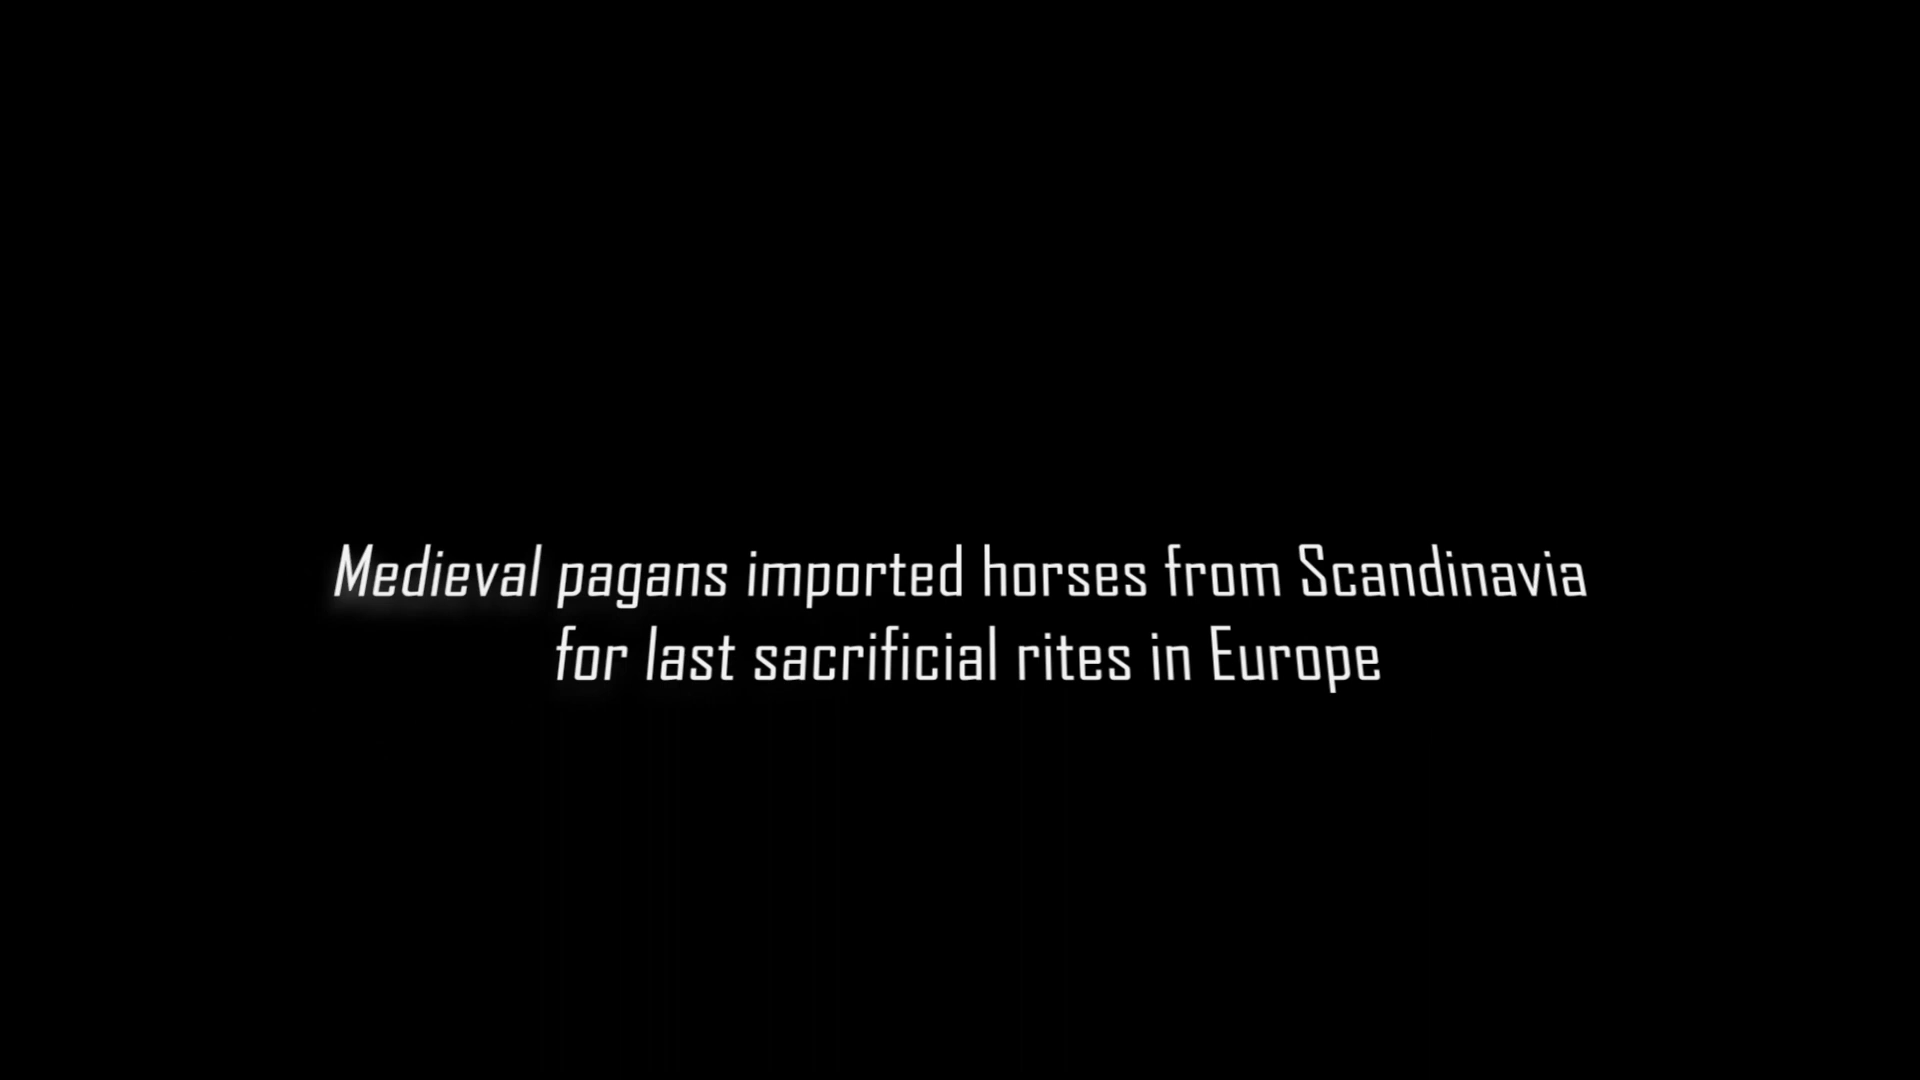 Medieval pagans imported horses from Scandinavia
for last sacrificial rites in Europe